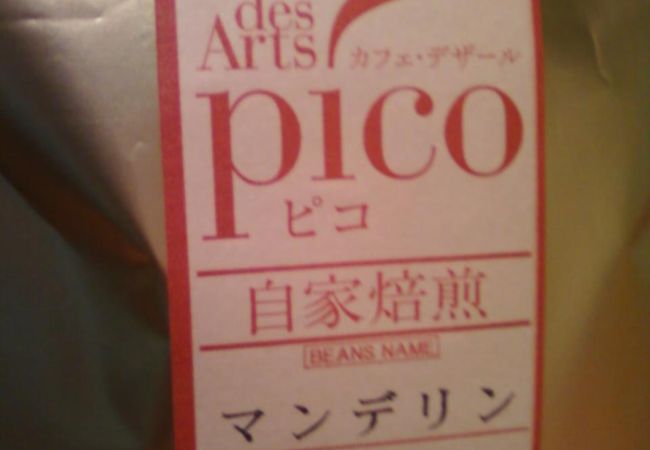 des
Arts
カフェ・デザール
pico
ピコ
自家焙煎
BEANS NAME
マンデリン